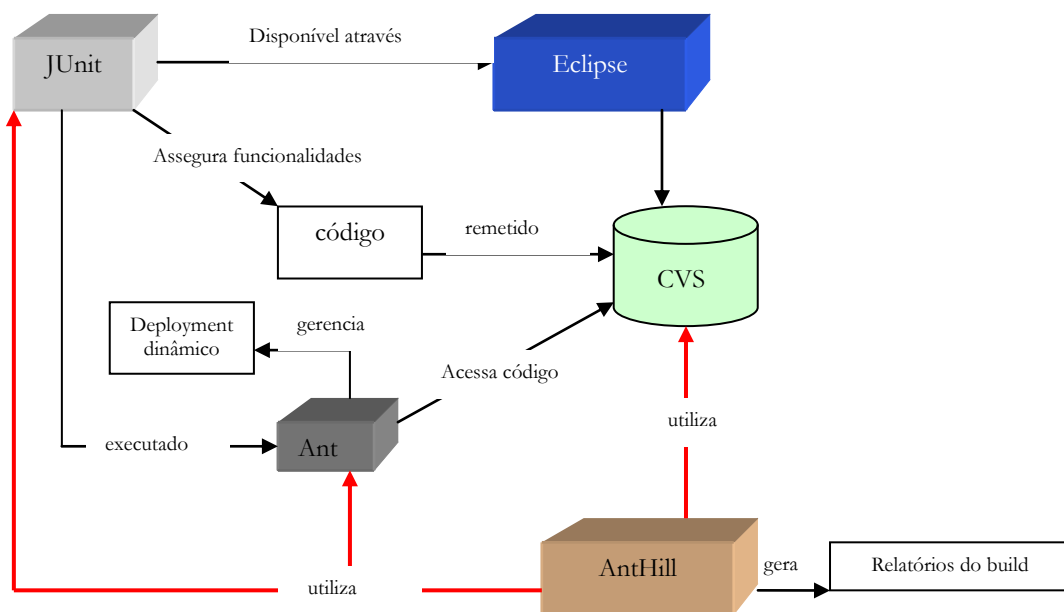 Disponível através
JUnit
Eclipse
Assegura funcionalidades
código
remetido
CVS
Deployment
dinâmico
gerencia
Acessa código
utiliza
executado
Ant
AntHill
gera
Relatórios do build
utiliza